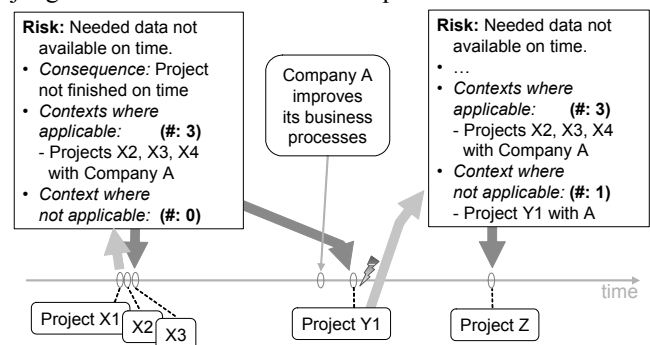 Risk: Needed data not
available on time.
• Consequence: Project
not finished on time
• Contexts where
applicable: (#: 3)
- Projects X2, X3, X4
with Company A
• Context where
not applicable: (#: 0)
Company A
improves
its business
processes
Risk: Needed data not
available on time.
• …
• Contexts where
applicable: (#: 3)
- Projects X2, X3, X4
with Company A
• Context where
not applicable: (#: 1)
- Project Y1 with A
time
Project X1
X2
X3
Project Y1
Project Z